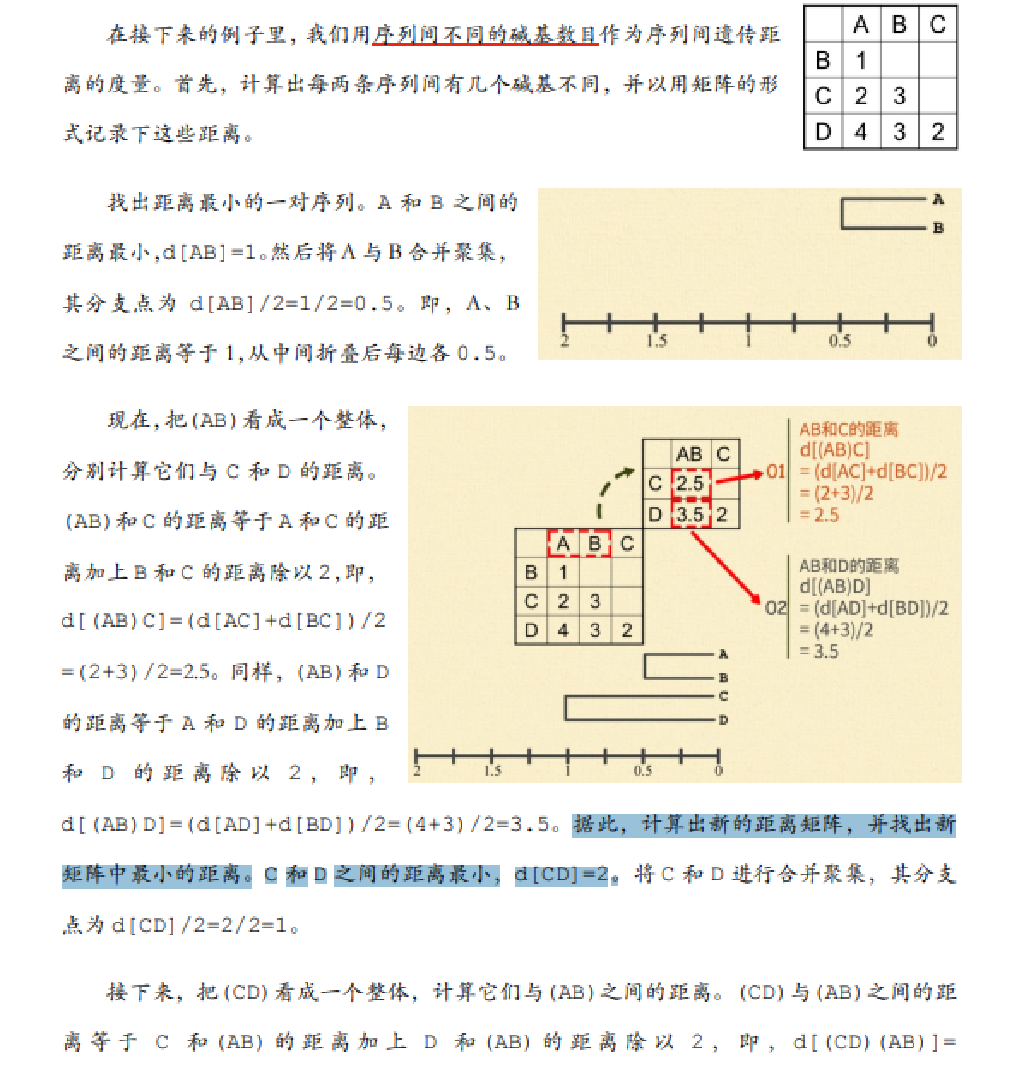 在接下来的例子里，我们用序列间不同的碱基数目作为序列间遗传距
离的度量。首先，计算出每两条序列间有几个碱基不同，并以用矩阵的形
式记录下这些距离。
A B C
B 1
C 2 3
D 4 3 2
找出距离最小的一对序列。A 和 B 之间的
距离最小,d[AB]=1。然后将A与B合并聚集，
其分支点为 d[AB]/2=1/2=0.5。即，A、B
之间的距离等于1,从中间折叠后每边各0.5。
A
B
2 1.5 1 0.5 0
现在,把(AB)看成一个整体，
分别计算它们与 C 和 D 的距离。
(AB)和 C 的距离等于 A 和 C 的距
离加上 B 和 C 的距离除以 2,即，
d[(AB)C]=(d[AC]+d[BC])/2
=(2+3)/2=2.5。同样，(AB)和 D
的距离等于 A 和 D 的距离加上 B
和 D 的距离除以 2，即，
AB C
C 2.5
D 3.5 2
A B C
B 1
C 2 3
D 4 3 2
01
AB和C的距离
d[(AB)C]
= (d[AC]+d[BC])/2
= (2+3)/2
= 2.5
02
AB和D的距离
d[(AB)D]
= (d[AD]+d[BD])/2
= (4+3)/2
= 3.5
A
B
C
D
2 1.5 1 0.5 0
d[(AB)D]=(d[AD]+d[BD])/2=(4+3)/2=3.5。据此，计算出新的距离矩阵，并找出新
矩阵中最小的距离。C 和 D 之间的距离最小，d[CD]=2。将 C 和 D 进行合并聚集，其分支
点为 d[CD]/2=2/2=1。
接下来，把(CD)看成一个整体，计算它们与(AB)之间的距离。(CD)与(AB)之间的距
离等于 C 和(AB)的距离加上 D 和(AB)的距离除以 2，即，d[(CD)(AB)]=